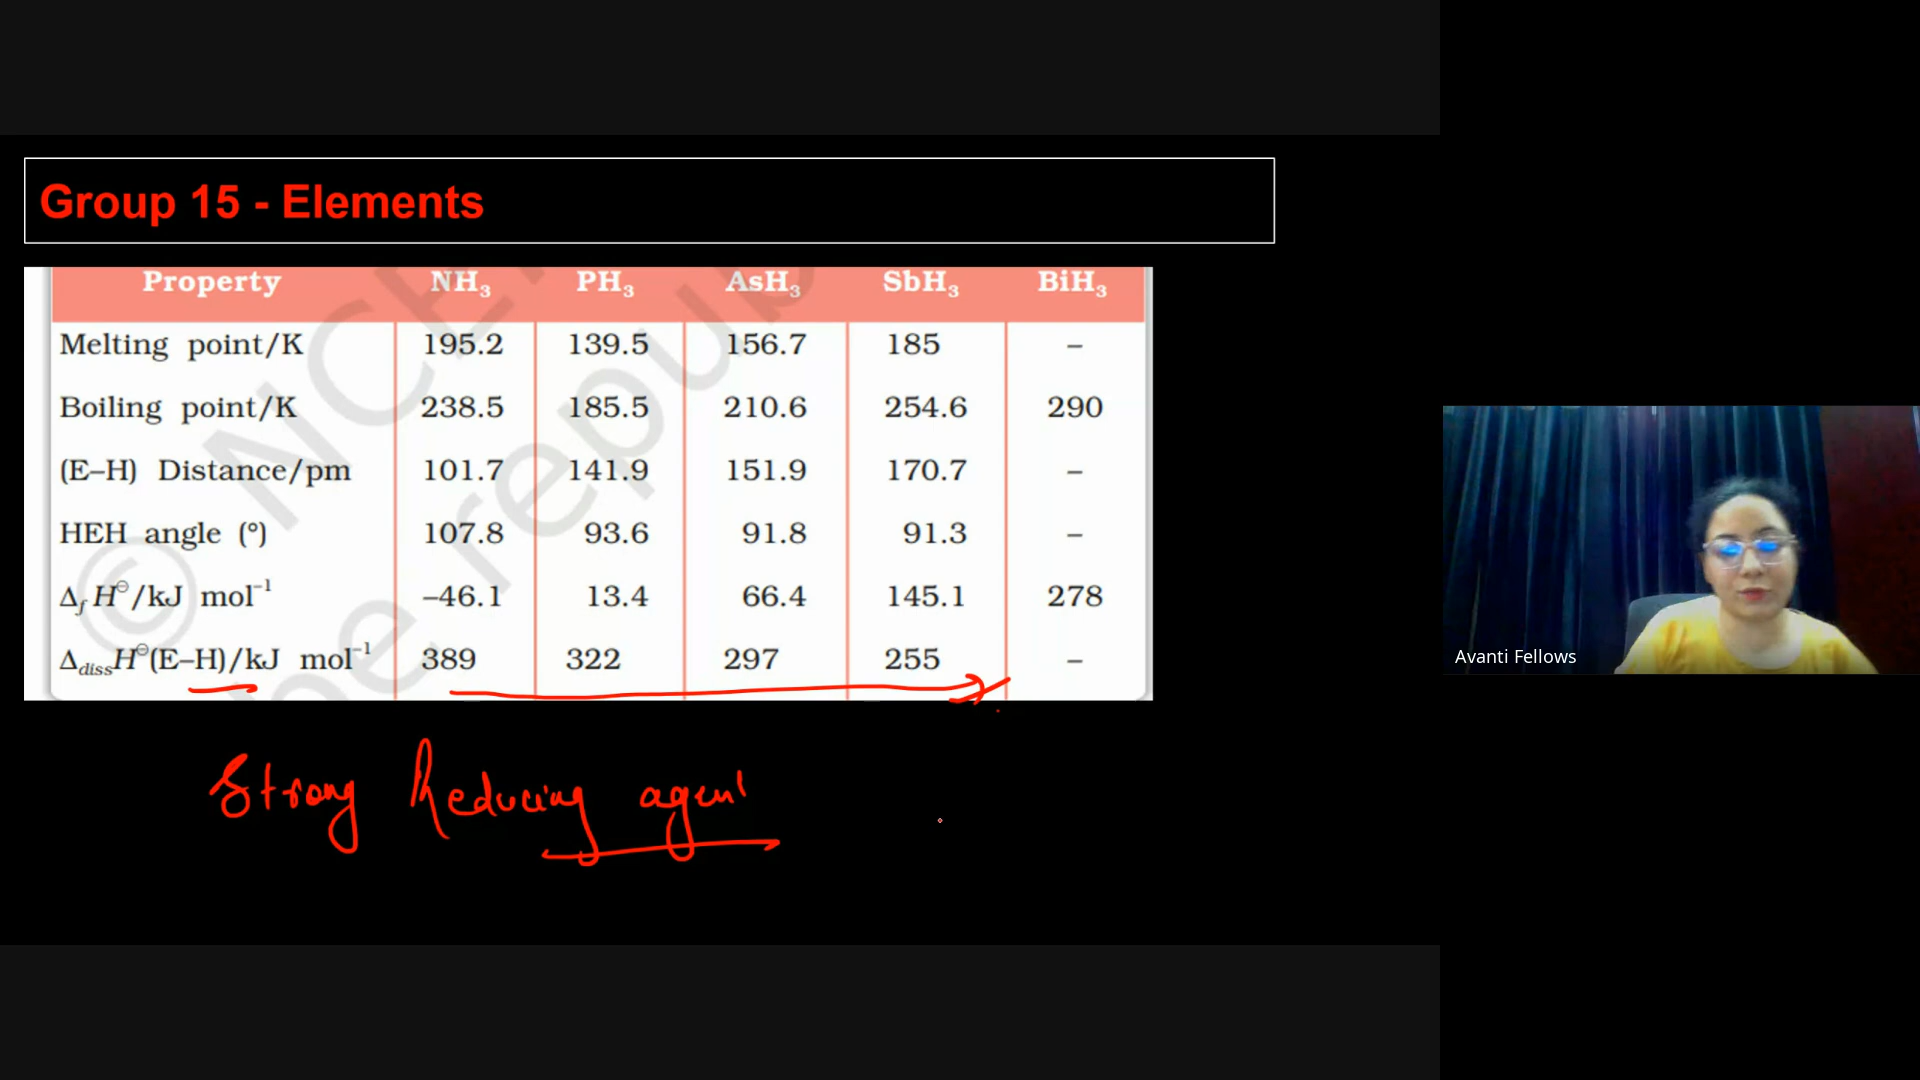 Group 15 - Elements
Property NH3 PH3 AsH3 SbH3 BiH3
Melting point/K 195.2 139.5 156.7 185 –
Boiling point/K 238.5 185.5 210.6 254.6 290
(E–H) Distance/pm 101.7 141.9 151.9 170.7 –
HEH angle (°) 107.8 93.6 91.8 91.3 –
ΔfH⊖/kJ mol⁻¹ –46.1 13.4 66.4 145.1 278
ΔdissH⊖(E–H)/kJ mol⁻¹ 389 322 297 255 –
Strong Reducing agent
Avanti Fellows